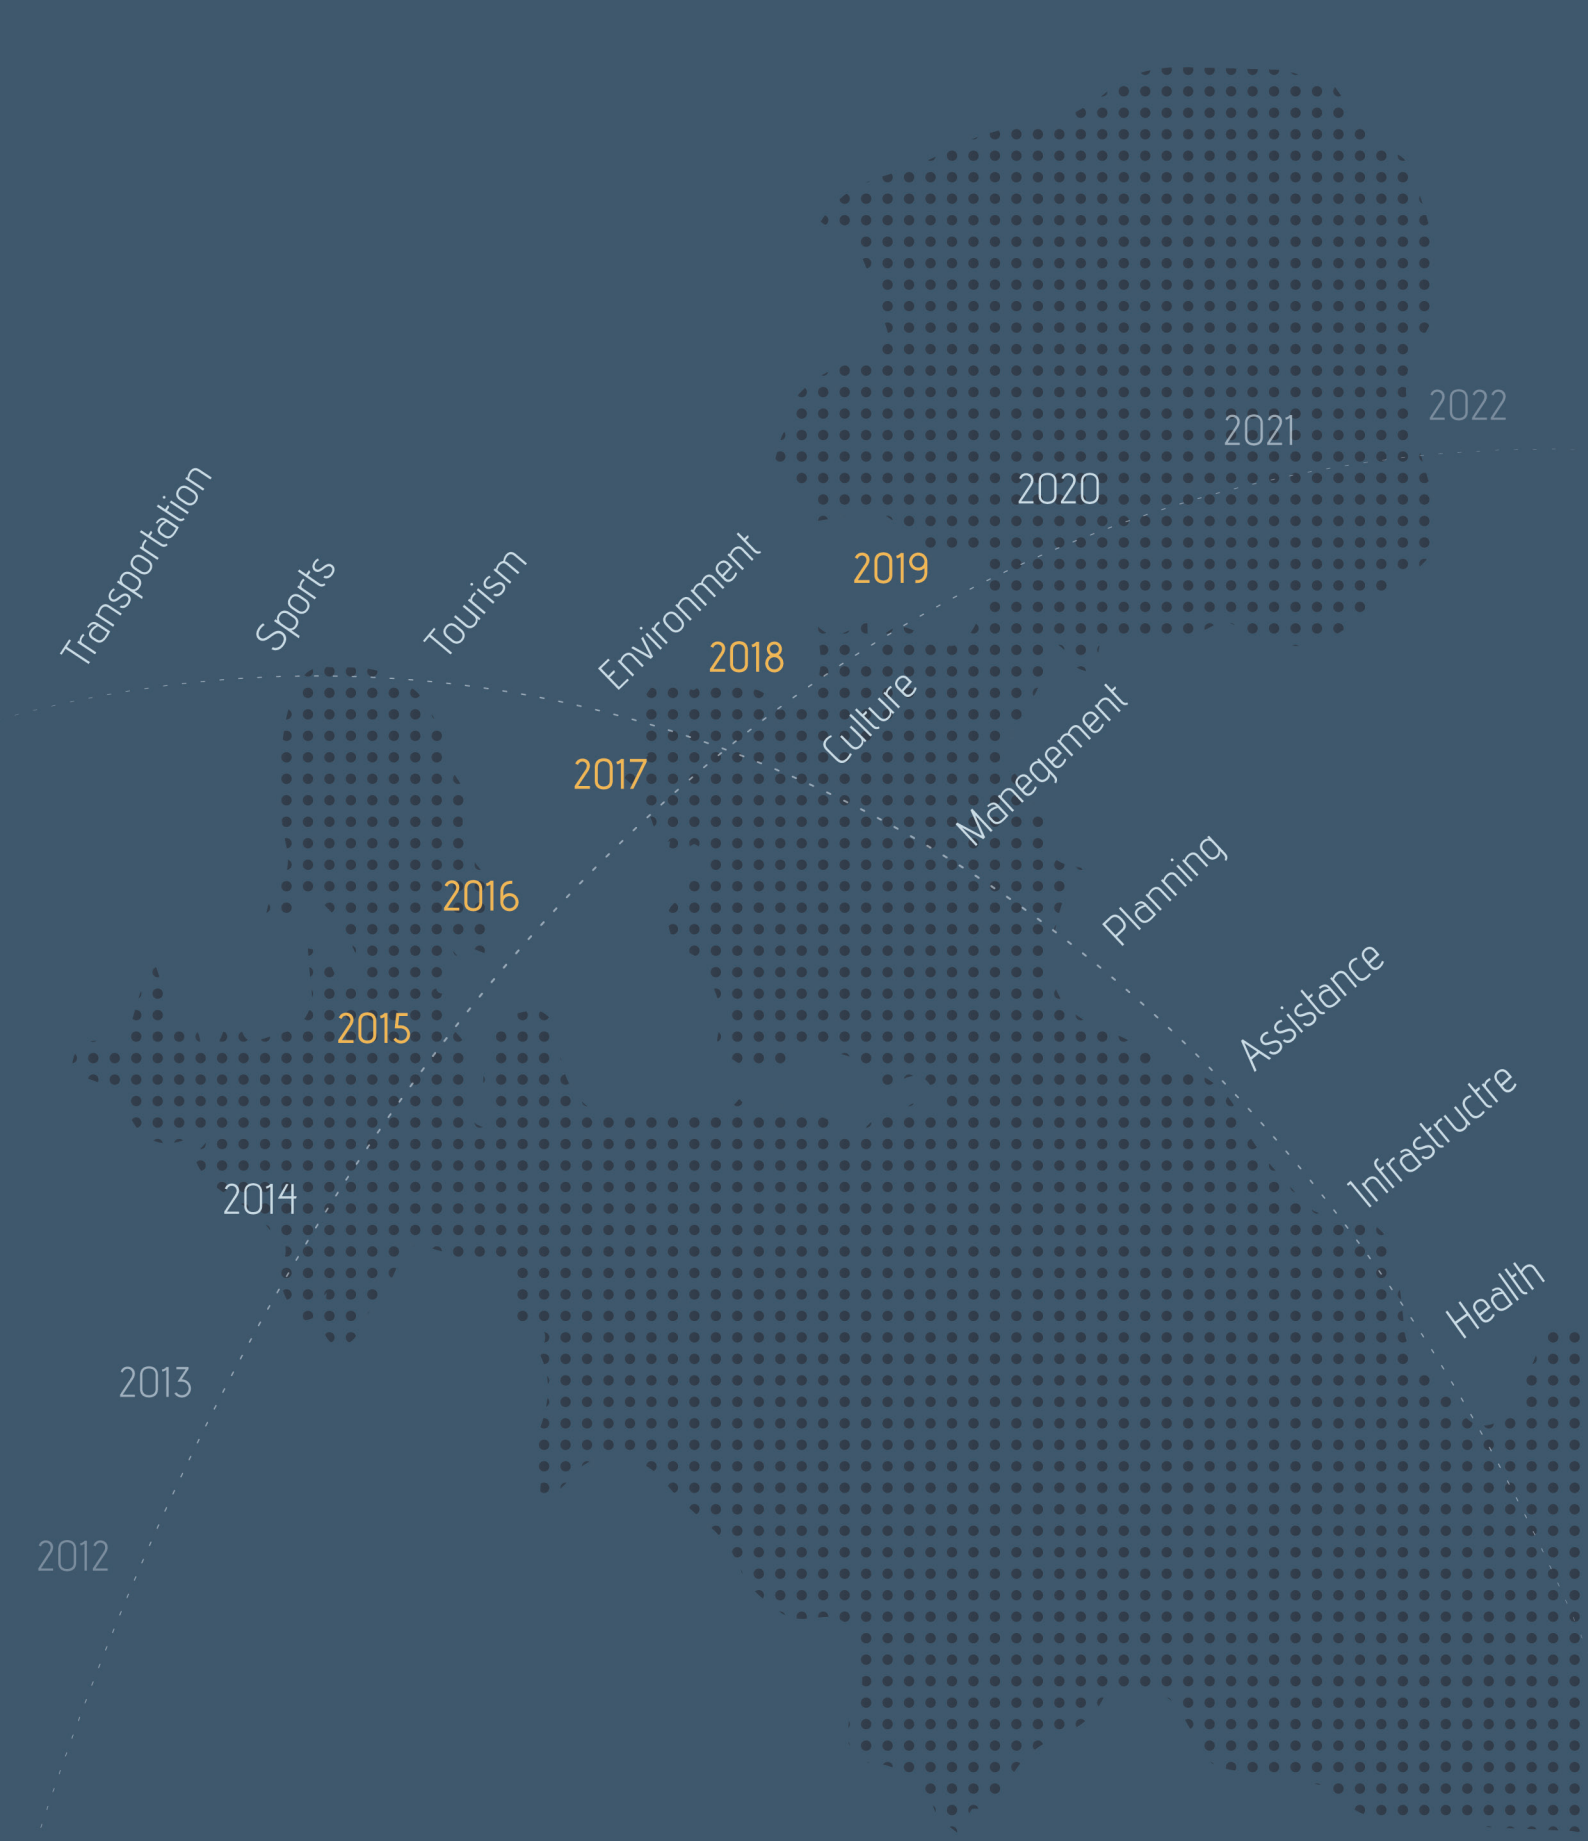 2022
2021
2020
2019
2018
2017
2016
2015
2014
2013
2012
Transportation
Sports
Tourism
Environment
Culture
Manegement
Planning
Assistance
Infrastructre
Health